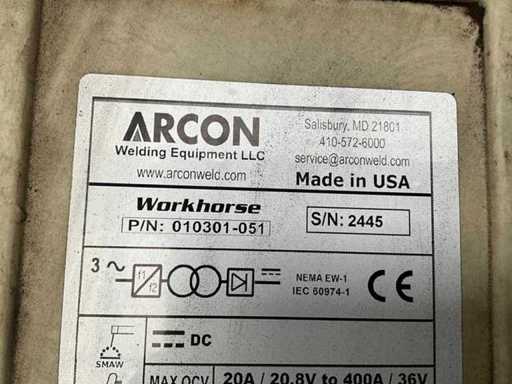 ARCON
Welding Equipment LLC
www.arconweld.com
Salisbury, MD 21801
410-572-6000
service@arconweld.com
Made in USA
Workhorse
P/N: 010301-051
S/N: 2445
3~
f1
f2
NEMA EW-1
IEC 60974-1
CE
DC
SMAW
MAX OCV
20A / 20.8V to 400A / 36V